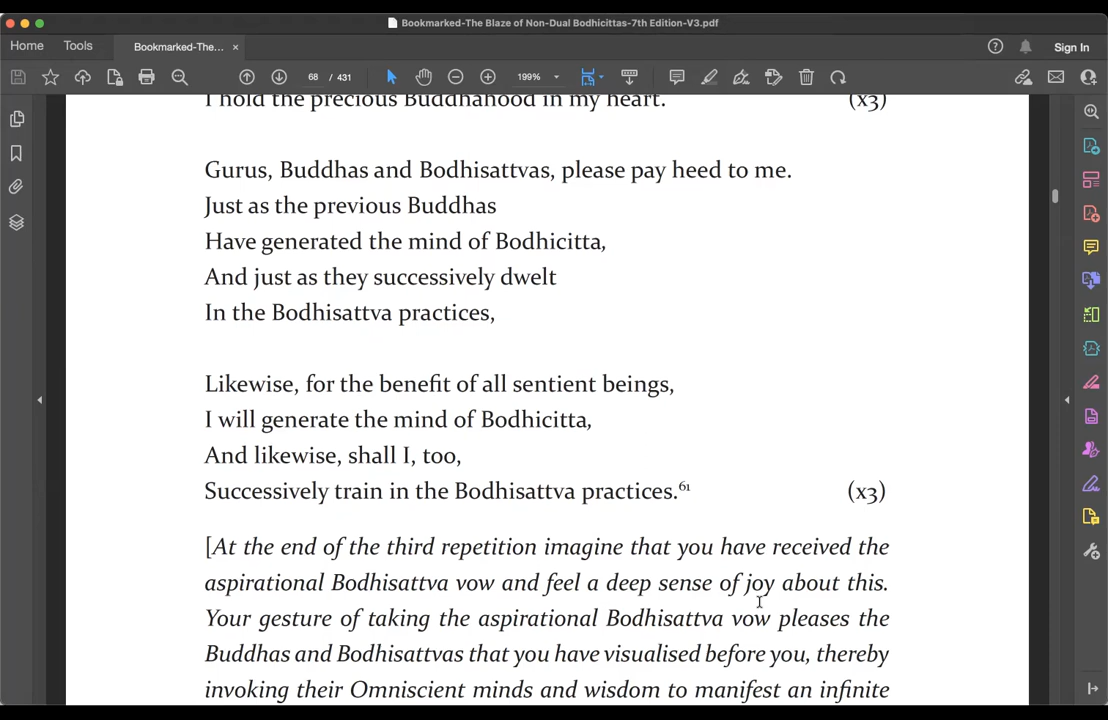 Bookmarked-The Blaze of Non-Dual Bodhicittas-7th Edition-V3.pdf
Home Tools Bookmarked-The... × Sign In
68 / 431 199%
I hold the precious Buddhahood in my heart. (x3)
Gurus, Buddhas and Bodhisattvas, please pay heed to me.
Just as the previous Buddhas
Have generated the mind of Bodhicitta,
And just as they successively dwelt
In the Bodhisattva practices,
Likewise, for the benefit of all sentient beings,
I will generate the mind of Bodhicitta,
And likewise, shall I, too,
Successively train in the Bodhisattva practices.61 (x3)
[At the end of the third repetition imagine that you have received the
aspirational Bodhisattva vow and feel a deep sense of joy about this.
Your gesture of taking the aspirational Bodhisattva vow pleases the
Buddhas and Bodhisattvas that you have visualised before you, thereby
invoking their Omniscient minds and wisdom to manifest an infinite